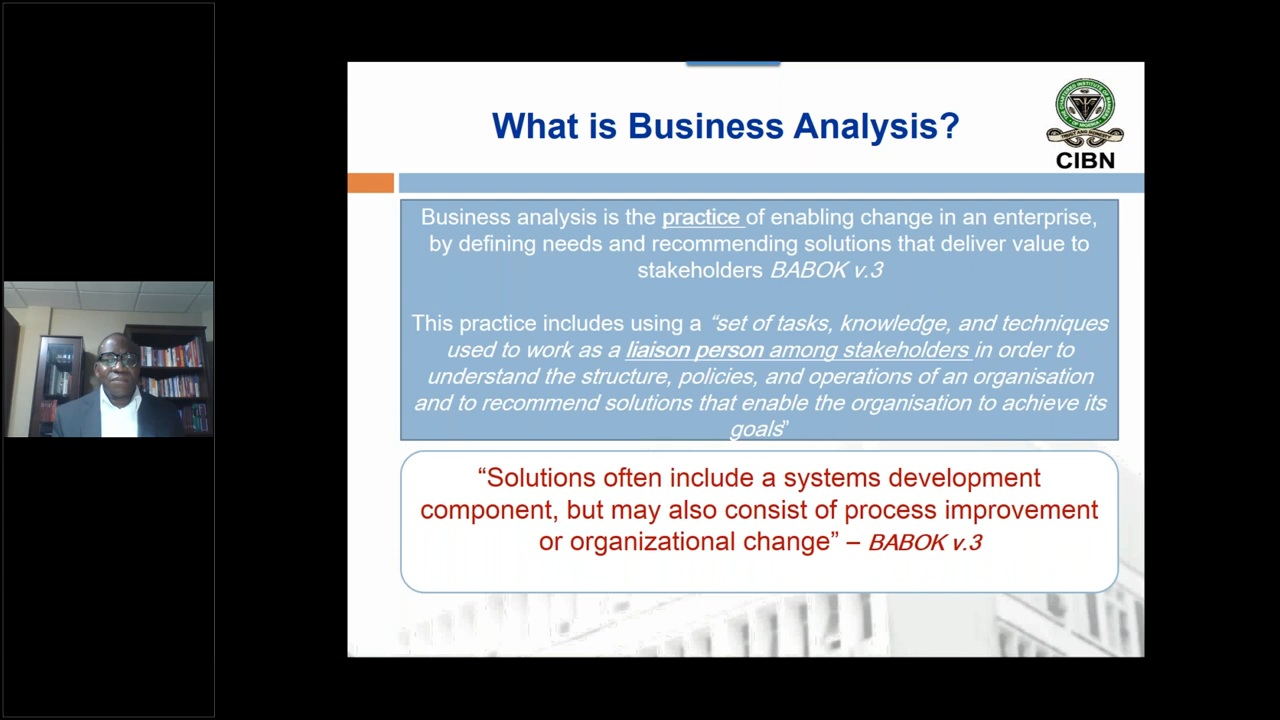 What is Business Analysis?
CIBN
Business analysis is the practice of enabling change in an enterprise,
by defining needs and recommending solutions that deliver value to
stakeholders BABOK v.3
This practice includes using a “set of tasks, knowledge, and techniques
used to work as a liaison person among stakeholders in order to
understand the structure, policies, and operations of an organisation
and to recommend solutions that enable the organisation to achieve its
goals”
“Solutions often include a systems development
component, but may also consist of process improvement
or organizational change” – BABOK v.3